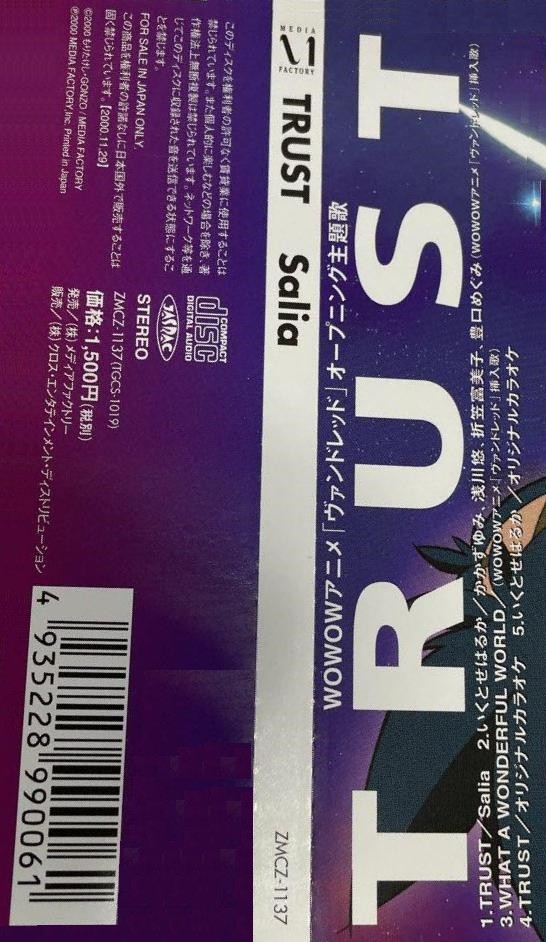 WOWOWアニメ「ヴァンドレッド」オープニング主題歌
TRUST
1.TRUST／Salia 2.いくとせはるか／かかずゆみ、浅川悠、折笠富美子、豊口めぐみ(WOWOWアニメ「ヴァンドレッド」挿入歌)
3.WHAT A WONDERFUL WORLD (WOWOWアニメ「ヴァンドレッド」挿入歌)
4.TRUST／オリジナルカラオケ 5.いくとせはるか／オリジナルカラオケ
MEDIA
FACTORY
TRUST Salia
ZMCZ-1137
このディスクを権利者の許可なく賃貸業に使用することは
禁じられています。また個人的に楽しむなどの場合を除き、著
作権法上無断複製は禁じられています。ネットワーク等を通
じてこのディスクに収録された音を送信できる状態にするこ
とを禁じます。
FOR SALE IN JAPAN ONLY.
この商品を権利者の許諾なしに日本国外で販売することは
固く禁じられています。【2000.11.29】
©2000 もりたけし・GONZO / MEDIA FACTORY
℗2000 MEDIA FACTORY,Inc. Printed in Japan
COMPACT
disc
DIGITAL AUDIO
JASRAC
STEREO
ZMCZ-1137(TGCS-1019)
価格:1,500円(税別)
発売／(株)メディアファクトリー
販売／(株)クロス・エンタテインメント・ディストリビューション
4 935228 990061